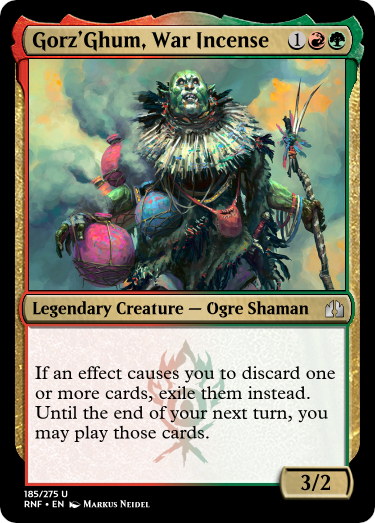 Gorz'Ghum, War Incense 1
Legendary Creature — Ogre Shaman
If an effect causes you to discard one
or more cards, exile them instead.
Until the end of your next turn, you
may play those cards.
3/2
185/275 U
RNF • EN Markus Neidel